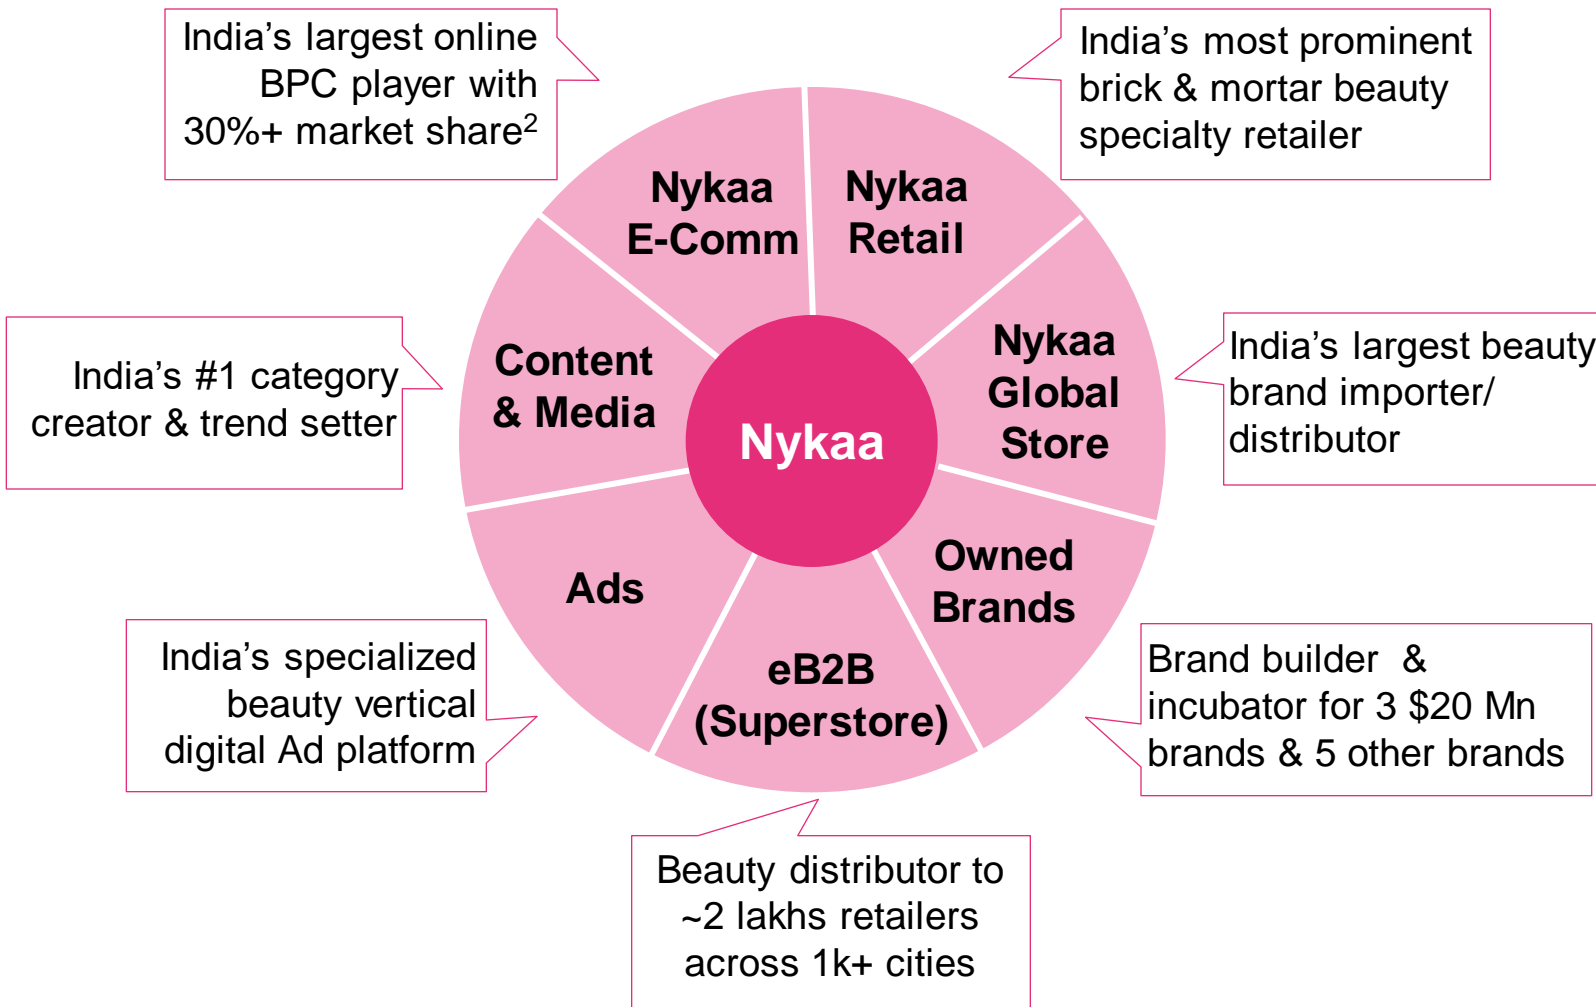 India’s largest online
BPC player with
30%+ market share²
India’s most prominent
brick & mortar beauty
specialty retailer
Nykaa
E-Comm
Nykaa
Retail
India’s #1 category
creator & trend setter
Content
& Media
Nykaa
Nykaa
Global
Store
India’s largest beauty
brand importer/
distributor
Ads
Owned
Brands
eB2B
(Superstore)
India’s specialized
beauty vertical
digital Ad platform
Brand builder  &
incubator for 3 $20 Mn
brands & 5 other brands
Beauty distributor to
~2 lakhs retailers
across 1k+ cities